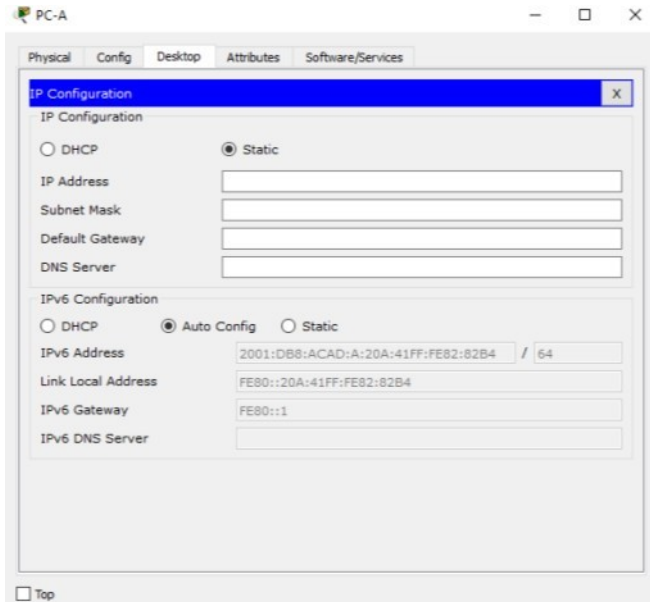 PC-A
Physical Config Desktop Attributes Software/Services
IP Configuration X
IP Configuration
DHCP Static
IP Address
Subnet Mask
Default Gateway
DNS Server
IPv6 Configuration
DHCP Auto Config Static
IPv6 Address 2001:DB8:ACAD:A:20A:41FF:FE82:82B4 / 64
Link Local Address FE80::20A:41FF:FE82:82B4
IPv6 Gateway FE80::1
IPv6 DNS Server
Top